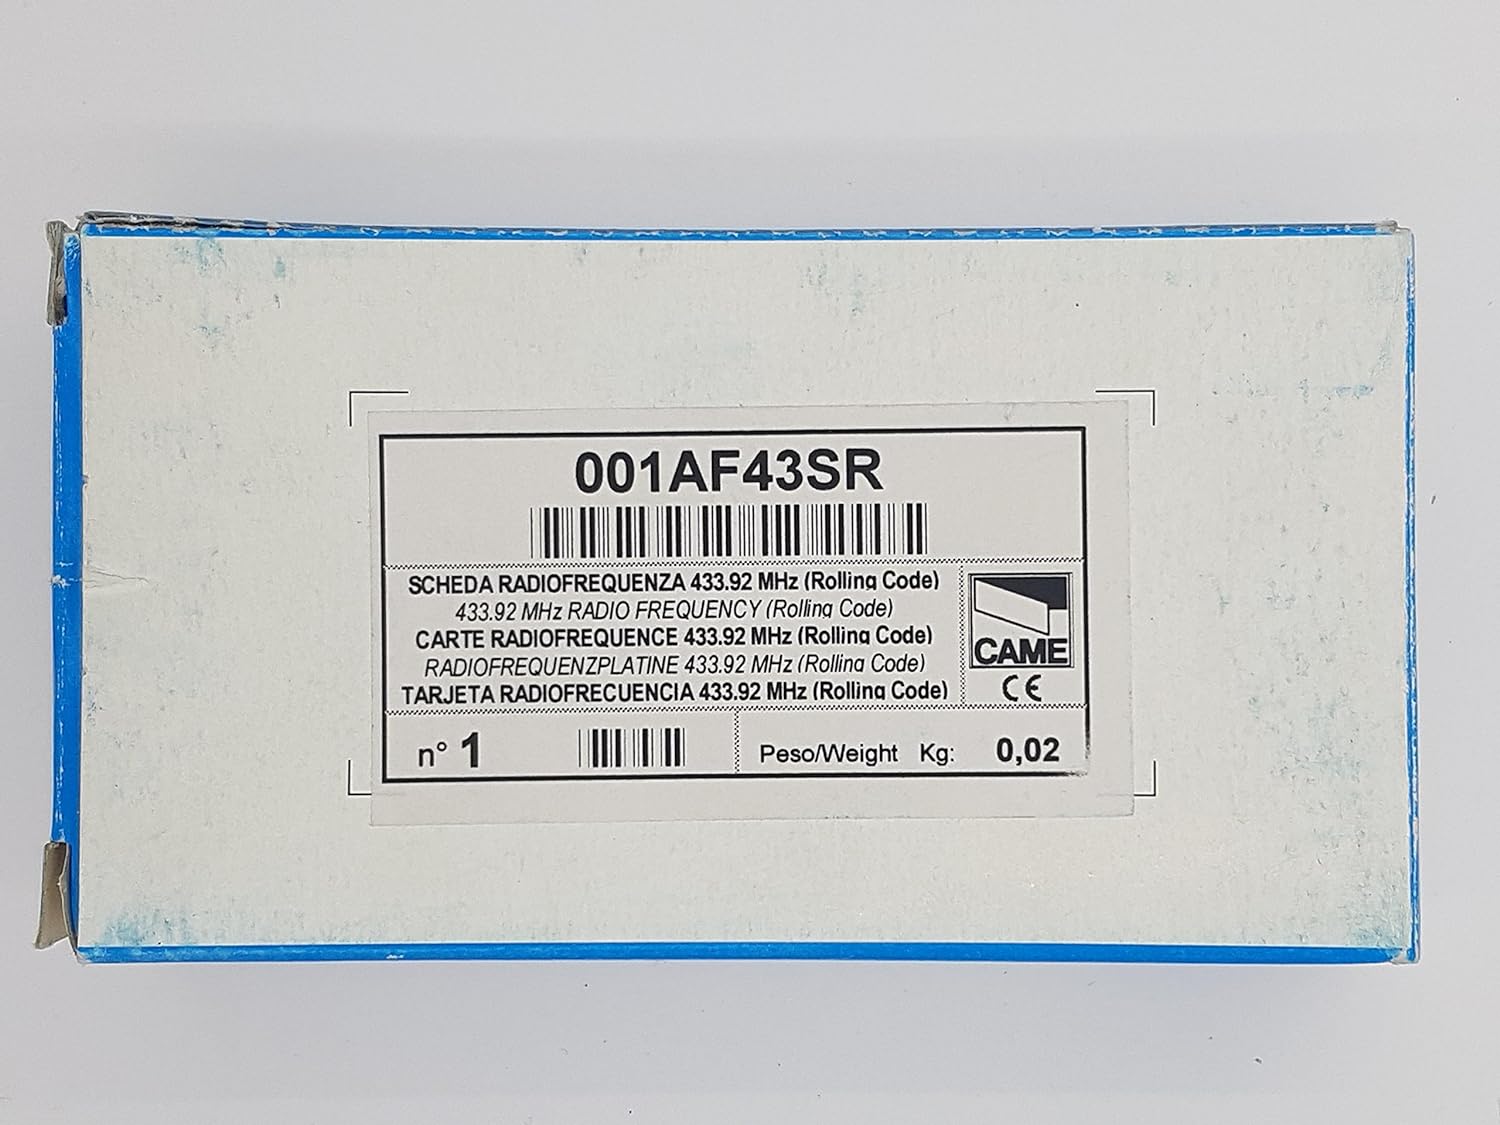 001AF43SR
SCHEDA RADIOFREQUENZA 433.92 MHz (Rolling Code)
433.92 MHz RADIO FREQUENCY (Rolling Code)
CARTE RADIOFREQUENCE 433.92 MHz (Rolling Code)
RADIOFREQUENZPLATINE 433.92 MHz (Rolling Code)
TARJETA RADIOFRECUENCIA 433.92 MHz (Rolling Code)
CAME
CE
n° 1
Peso/Weight Kg: 0,02